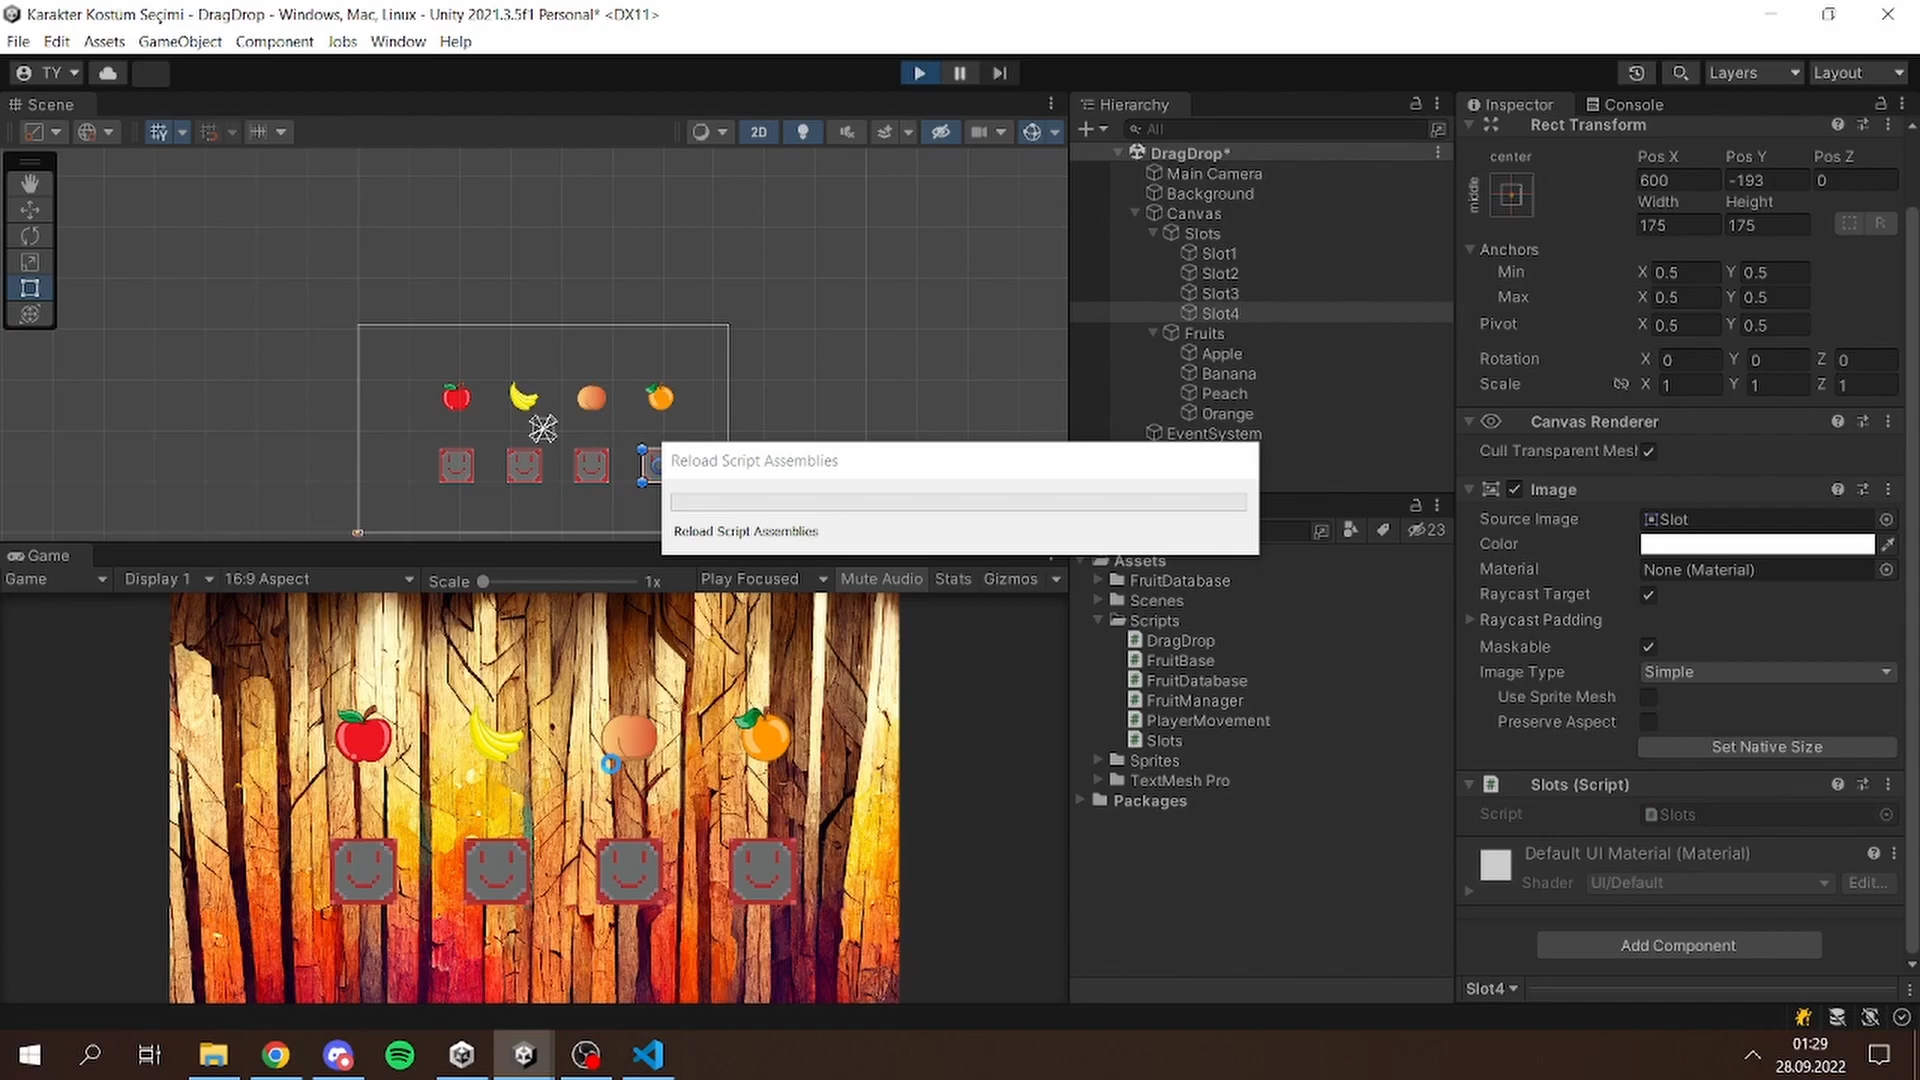 Karakter Kostüm Seçimi - DragDrop - Windows, Mac, Linux - Unity 2021.3.5f1 Personal* <DX11>
File Edit Assets GameObject Component Jobs Window Help
TY
Layers Layout
Scene
2D
Game
Game Display 1 16:9 Aspect Scale 1x Play Focused Mute Audio Stats Gizmos
Hierarchy
All
DragDrop*
Main Camera
Background
Canvas
Slots
Slot1
Slot2
Slot3
Slot4
Fruits
Apple
Banana
Peach
Orange
EventSystem
Reload Script Assemblies
Reload Script Assemblies
23
Assets
FruitDatabase
Scenes
Scripts
DragDrop
FruitBase
FruitDatabase
FruitManager
PlayerMovement
Slots
Sprites
TextMesh Pro
Packages
Inspector Console
Rect Transform
center
middle
Pos X Pos Y Pos Z
600 -193 0
Width Height
175 175 R
Anchors
Min X 0.5 Y 0.5
Max X 0.5 Y 0.5
Pivot X 0.5 Y 0.5
Rotation X 0 Y 0 Z 0
Scale X 1 Y 1 Z 1
Canvas Renderer
Cull Transparent Mesh
Image
Source Image Slot
Color
Material None (Material)
Raycast Target
Raycast Padding
Maskable
Image Type Simple
Use Sprite Mesh
Preserve Aspect
Set Native Size
Slots (Script)
Script Slots
Default UI Material (Material)
Shader UI/Default Edit...
Add Component
Slot4
01:29
28.09.2022